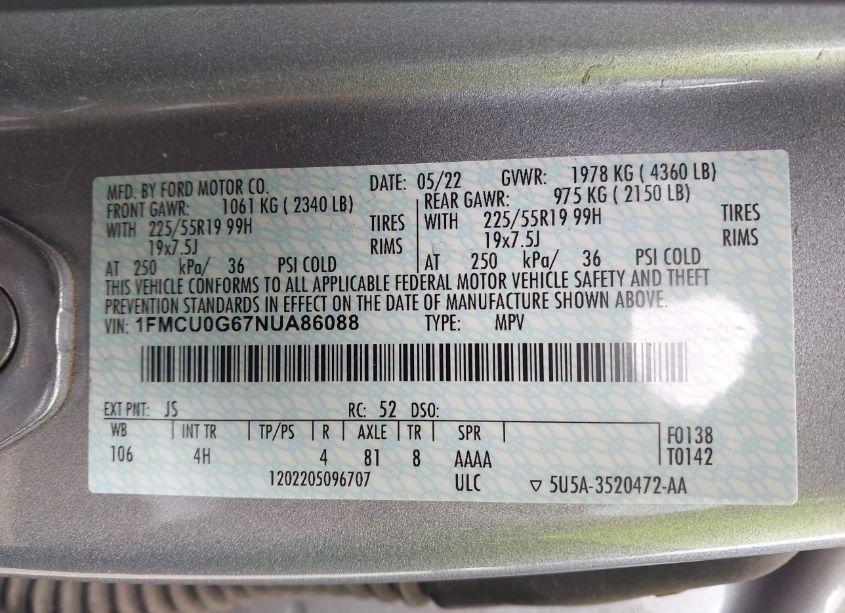 MFD. BY FORD MOTOR CO. DATE: 05/22 GVWR: 1978 KG ( 4360 LB)
FRONT GAWR: 1061 KG ( 2340 LB) REAR GAWR: 975 KG ( 2150 LB)
WITH 225/55R19 99H TIRES WITH 225/55R19 99H TIRES
19x7.5J RIMS 19x7.5J RIMS
AT 250 kPa/ 36 PSI COLD AT 250 kPa/ 36 PSI COLD
THIS VEHICLE CONFORMS TO ALL APPLICABLE FEDERAL MOTOR VEHICLE SAFETY AND THEFT
PREVENTION STANDARDS IN EFFECT ON THE DATE OF MANUFACTURE SHOWN ABOVE.
VIN: 1FMCU0G67NUA86088 TYPE: MPV
EXT PNT: JS RC: 52 DSO:
WB INT TR TP/PS R AXLE TR SPR F0138
106 4H 4 81 8 AAAA T0142
1202205096707 ULC ▽ 5U5A-3520472-AA